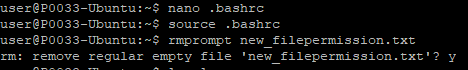 user@P0033-Ubuntu:~$ nano .bashrc
user@P0033-Ubuntu:~$ source .bashrc
user@P0033-Ubuntu:~$ rmprompt new_filepermission.txt
rm: remove regular empty file 'new_filepermission.txt'? y